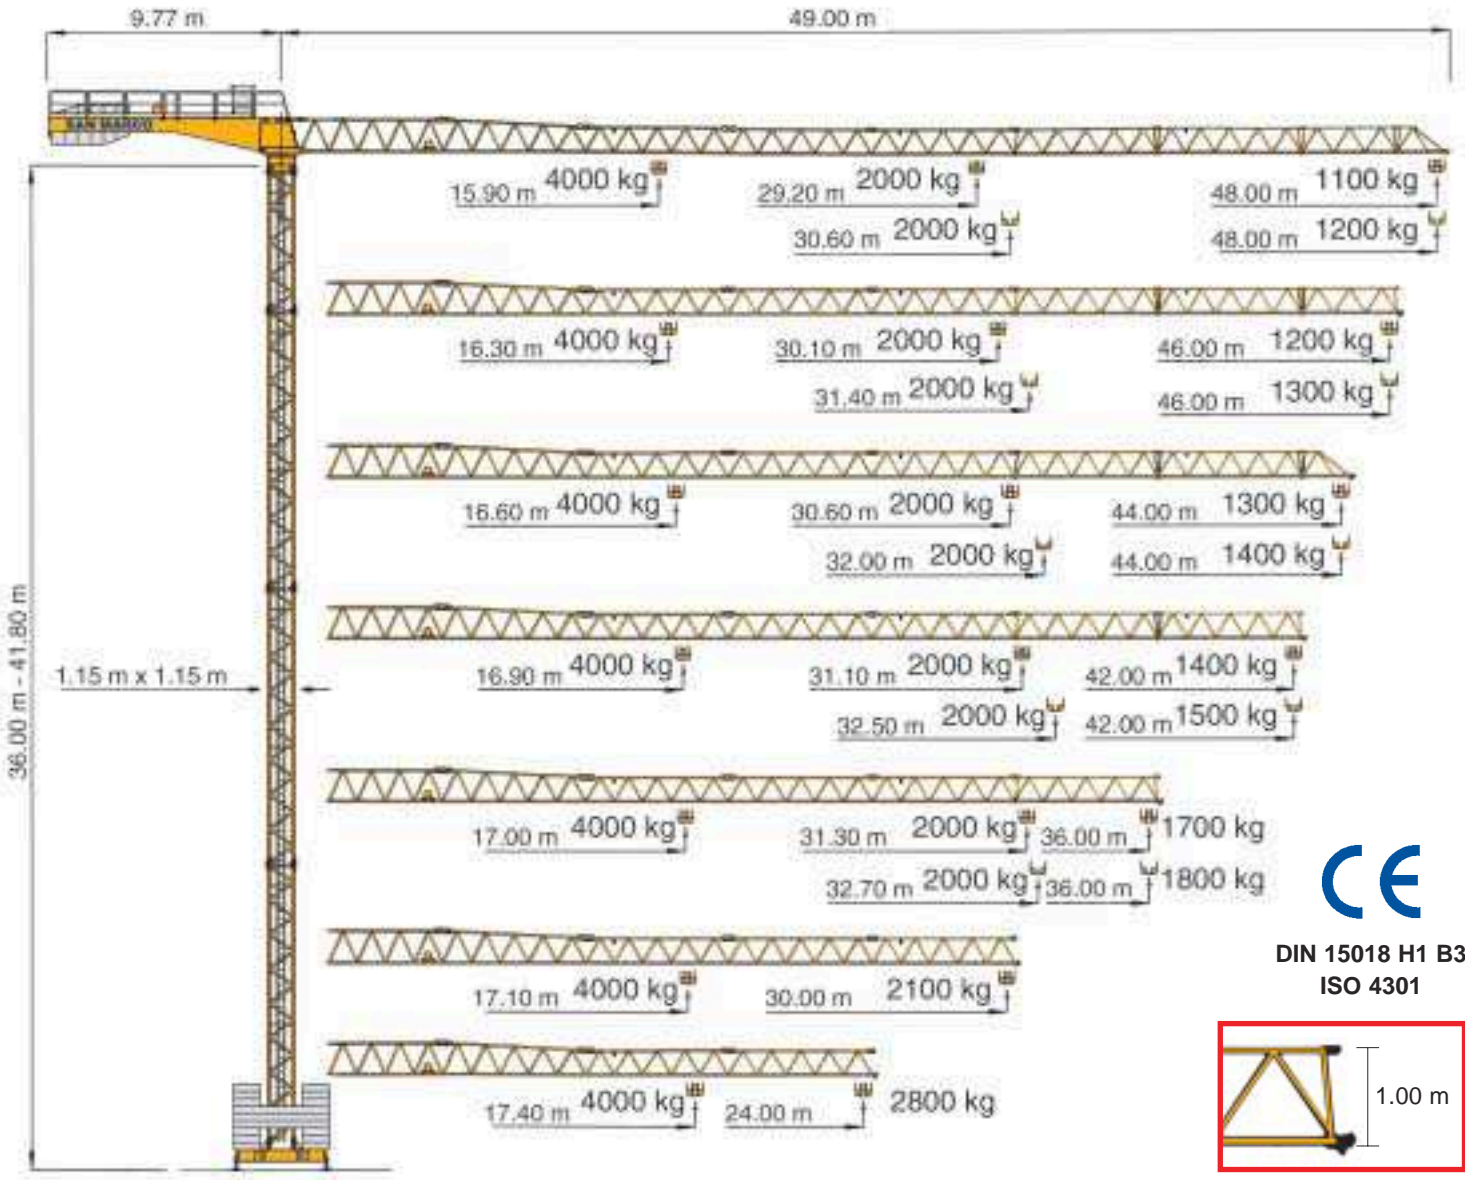 9.77 m 49.00 m
SAN MARCO
15.90 m 4000 kg 29.20 m 2000 kg 48.00 m 1100 kg
30.60 m 2000 kg 48.00 m 1200 kg
16.30 m 4000 kg 30.10 m 2000 kg 46.00 m 1200 kg
31.40 m 2000 kg 46.00 m 1300 kg
16.60 m 4000 kg 30.60 m 2000 kg 44.00 m 1300 kg
32.00 m 2000 kg 44.00 m 1400 kg
36.00 m - 41.80 m
1.15 m x 1.15 m
16.90 m 4000 kg 31.10 m 2000 kg 42.00 m 1400 kg
32.50 m 2000 kg 42.00 m 1500 kg
17.00 m 4000 kg 31.30 m 2000 kg 36.00 m 1700 kg
32.70 m 2000 kg 36.00 m 1800 kg
CE
DIN 15018 H1 B3
ISO 4301
17.10 m 4000 kg 30.00 m 2100 kg
17.40 m 4000 kg 24.00 m 2800 kg
1.00 m